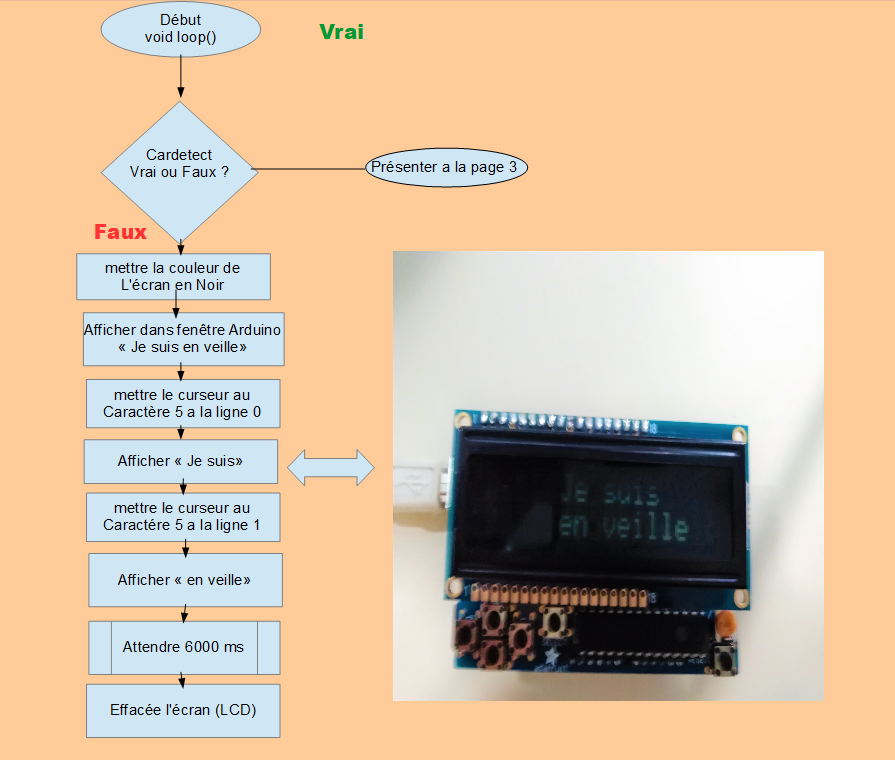 Début
void loop()
Vrai
Cardetect
Vrai ou Faux ?
Présenter a la page 3
Faux
mettre la couleur de
L'écran en Noir
Afficher dans fenêtre Arduino
« Je suis en veille»
mettre le curseur au
Caractère 5 a la ligne 0
Afficher « Je suis»
mettre le curseur au
Caractére 5 a la ligne 1
Afficher « en veille»
Attendre 6000 ms
Effacée l'écran (LCD)
Je suis
en veille
18